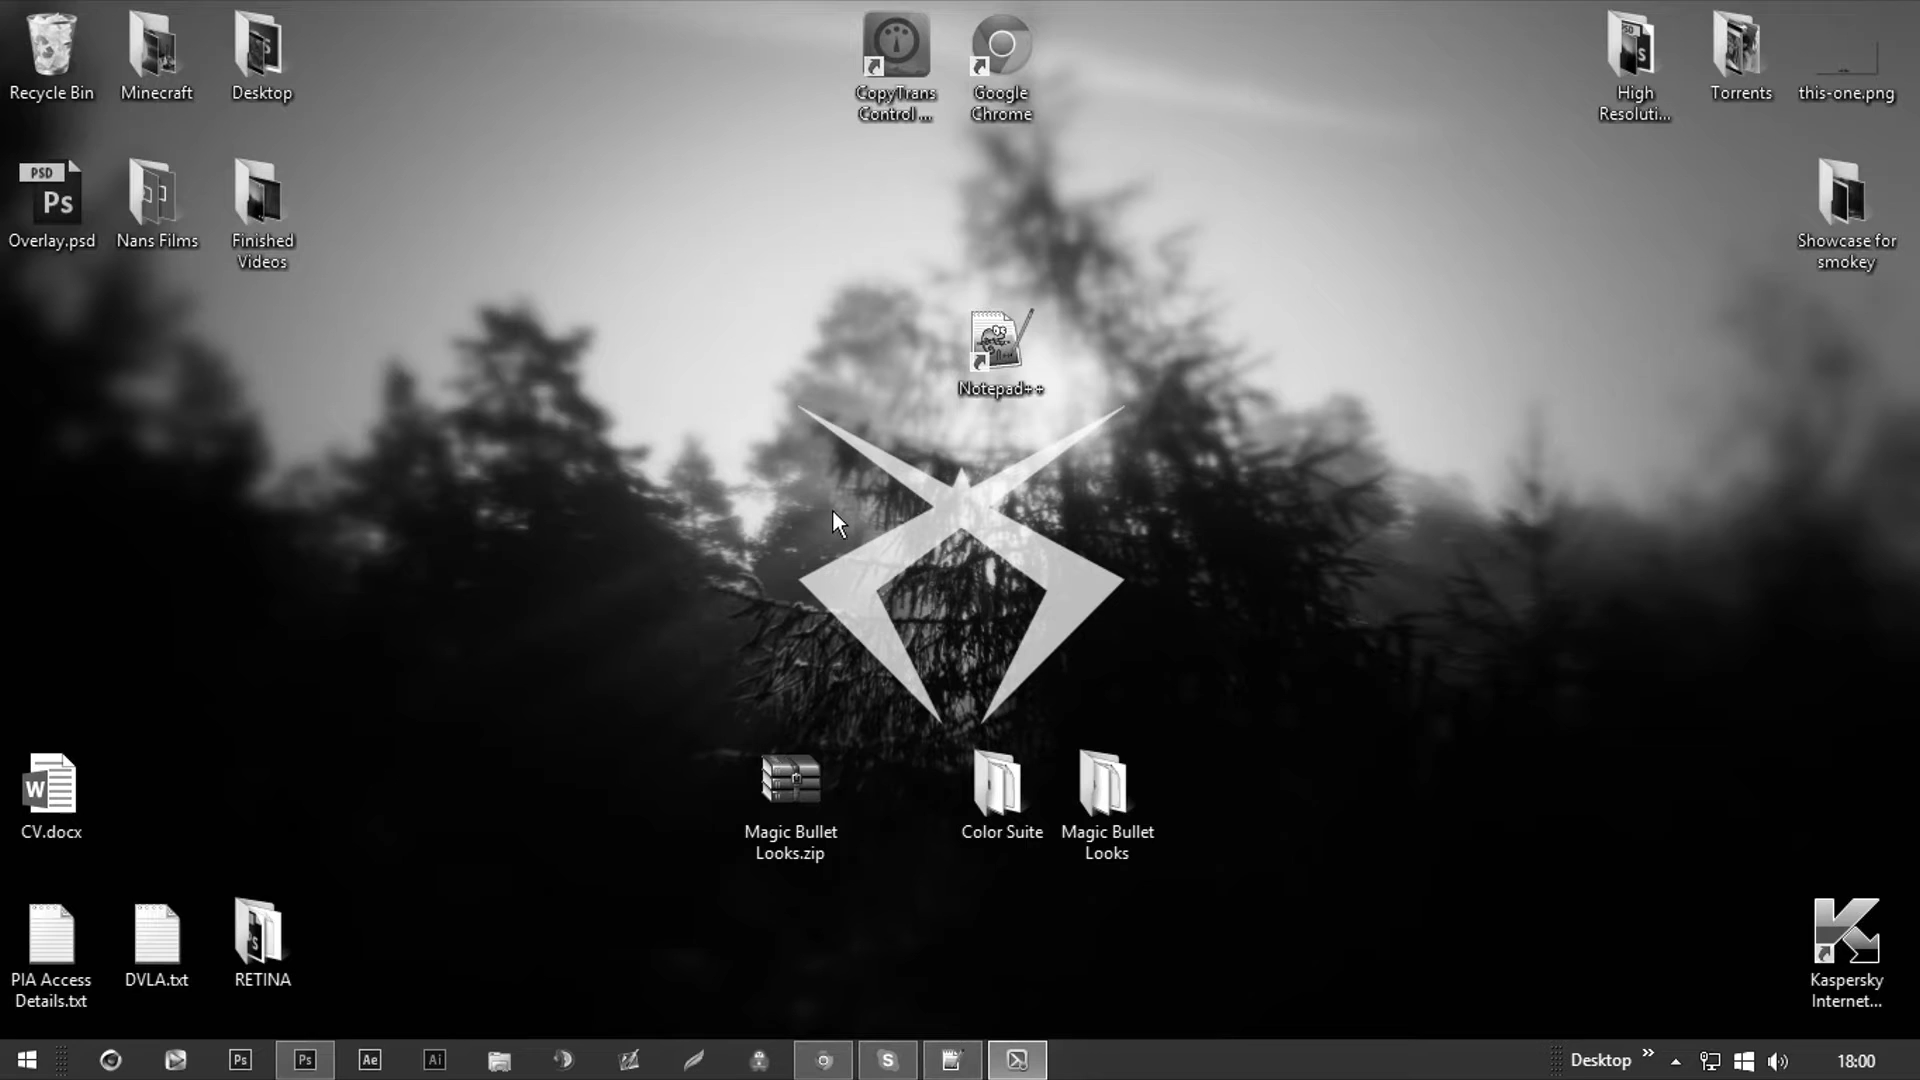 Recycle Bin
Minecraft
Desktop
CopyTrans
Control ...
Google
Chrome
High
Resoluti...
Torrents
this-one.png
PSD
Ps
Overlay.psd
Nans Films
Finished
Videos
Showcase for
smokey
Notepad++
W
CV.docx
Magic Bullet
Looks.zip
Color Suite
Magic Bullet
Looks
PIA Access
Details.txt
DVLA.txt
RETINA
Kaspersky
Internet...
Ps
Ps
Ae
Ai
S
Desktop
18:00